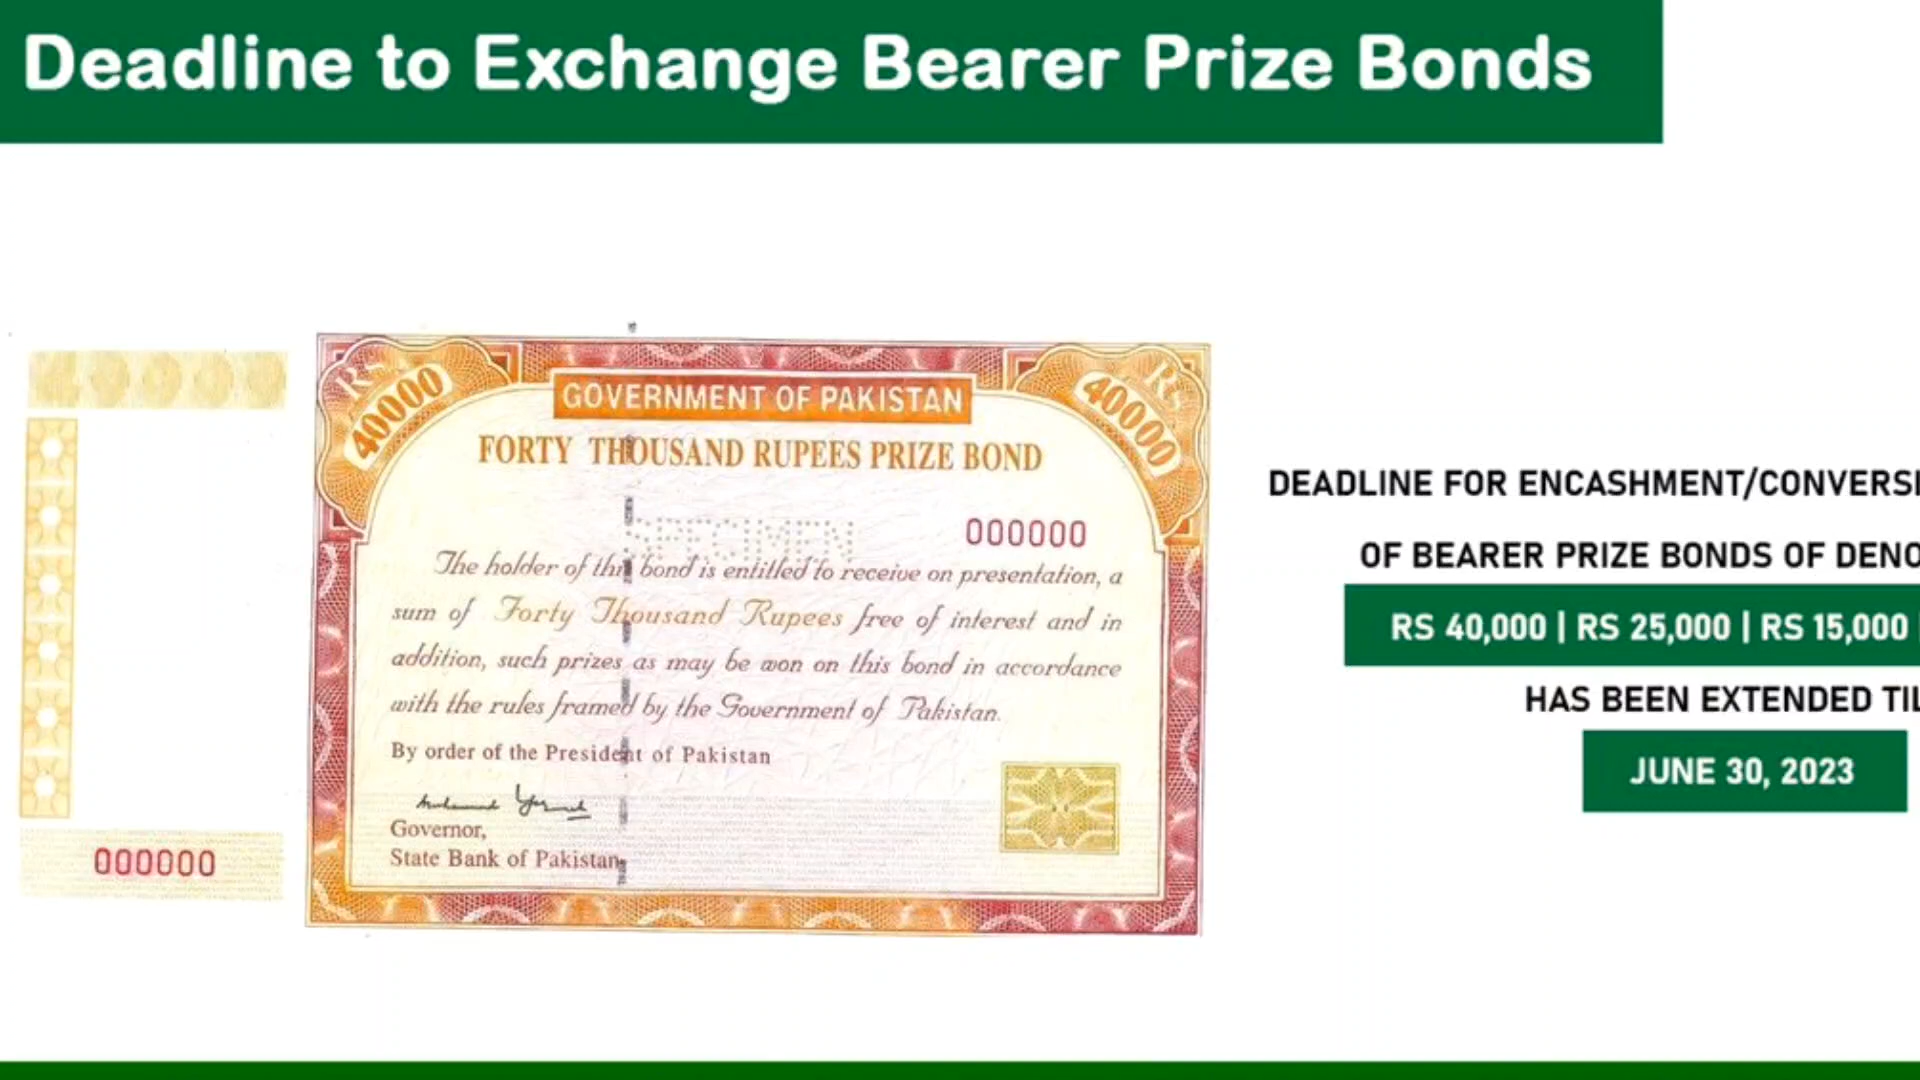 Deadline to Exchange Bearer Prize Bonds
Rs
40000
Rs
40000
GOVERNMENT OF PAKISTAN
FORTY THOUSAND RUPEES PRIZE BOND
SPECIMEN
000000
The holder of this bond is entitled to receive on presentation, a
sum of Forty Thousand Rupees free of interest and in
addition, such prizes as may be won on this bond in accordance
with the rules framed by the Government of Pakistan.
By order of the President of Pakistan
Governor,
State Bank of Pakistan
000000
DEADLINE FOR ENCASHMENT/CONVERSI
OF BEARER PRIZE BONDS OF DENO
RS 40,000 | RS 25,000 | RS 15,000
HAS BEEN EXTENDED TIL
JUNE 30, 2023